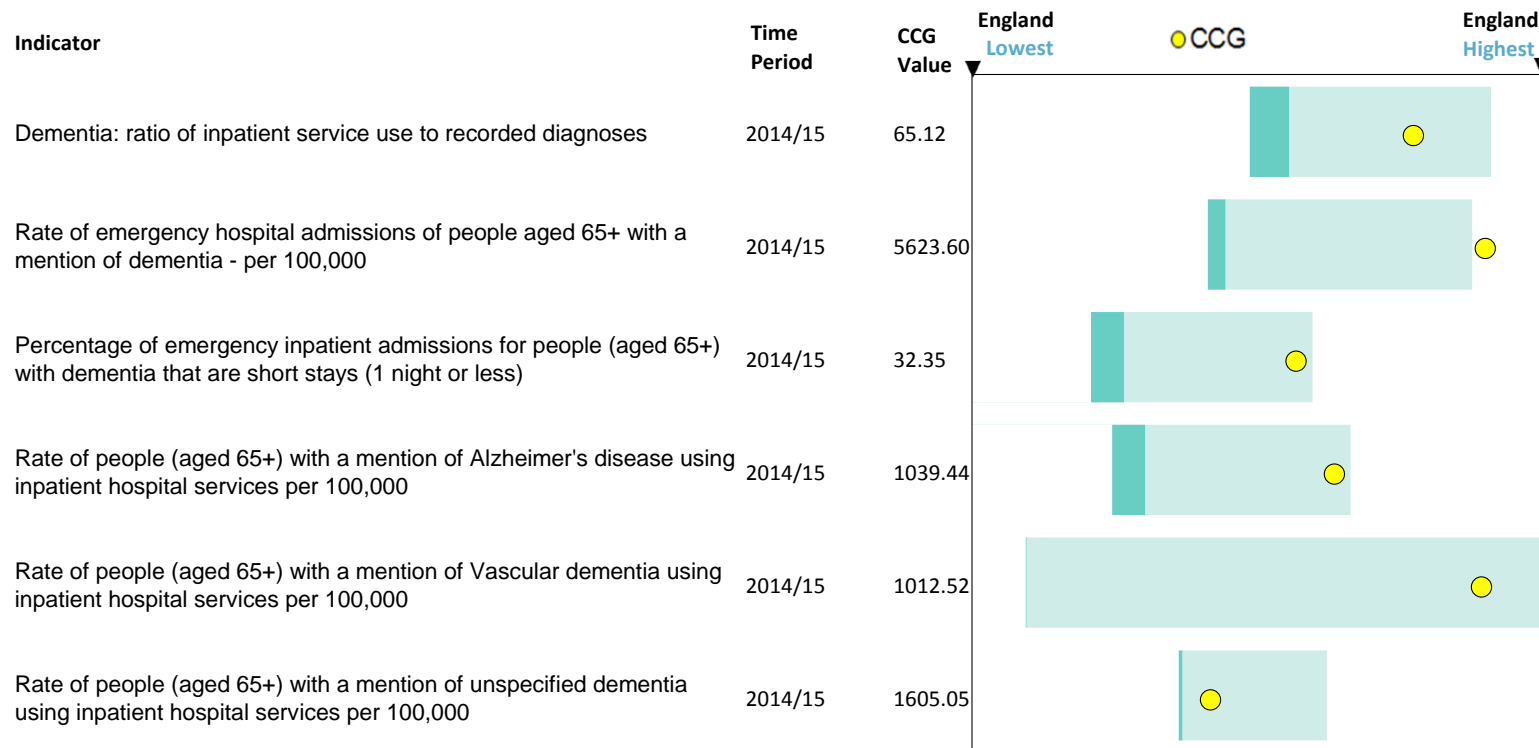 Indicator
Time
Period
CCG
Value
England
Lowest
CCG
England
Highest
Dementia: ratio of inpatient service use to recorded diagnoses 2014/15 65.12
Rate of emergency hospital admissions of people aged 65+ with a
mention of dementia - per 100,000
2014/15 5623.60
Percentage of emergency inpatient admissions for people (aged 65+)
with dementia that are short stays (1 night or less)
2014/15 32.35
Rate of people (aged 65+) with a mention of Alzheimer's disease using
inpatient hospital services per 100,000
2014/15 1039.44
Rate of people (aged 65+) with a mention of Vascular dementia using
inpatient hospital services per 100,000
2014/15 1012.52
Rate of people (aged 65+) with a mention of unspecified dementia
using inpatient hospital services per 100,000
2014/15 1605.05